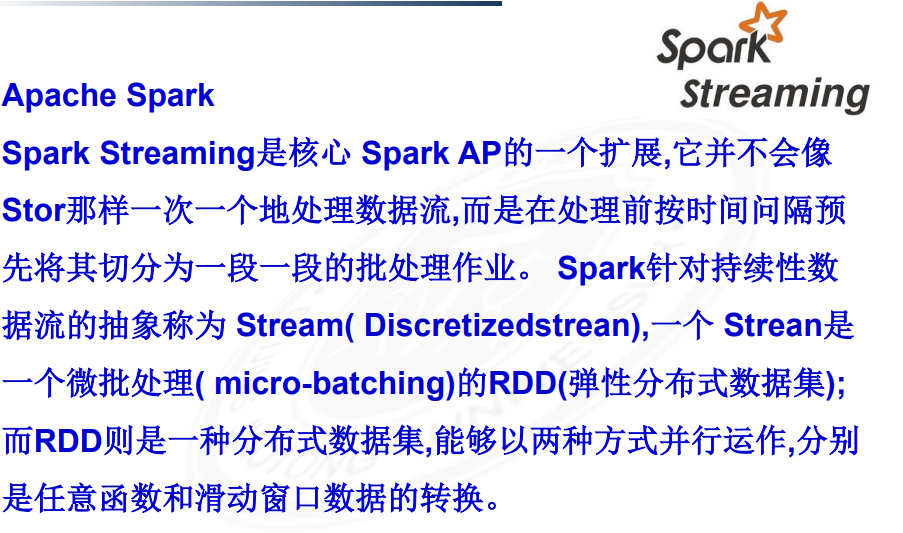 Spark
Streaming
Apache Spark
Spark Streaming是核心 Spark AP的一个扩展,它并不会像
Stor那样一次一个地处理数据流,而是在处理前按时间问隔预
先将其切分为一段一段的批处理作业。 Spark针对持续性数
据流的抽象称为 Stream( Discretizedstrean),一个 Strean是
一个微批处理( micro-batching)的RDD(弹性分布式数据集);
而RDD则是一种分布式数据集,能够以两种方式并行运作,分别
是任意函数和滑动窗口数据的转换。